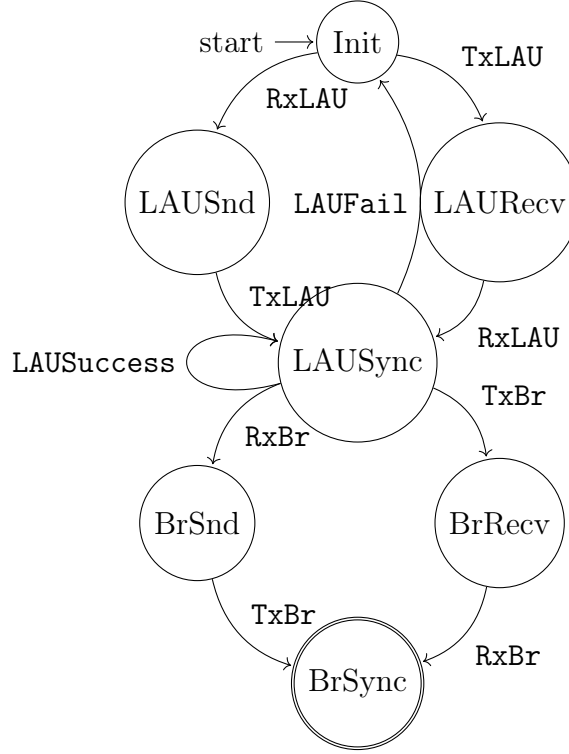 start
Init
TxLAU
RxLAU
LAUSnd
LAUFail
LAURecv
TxLAU
RxLAU
LAUSuccess
LAUSync
TxBr
RxBr
BrSnd
BrRecv
TxBr
RxBr
BrSync